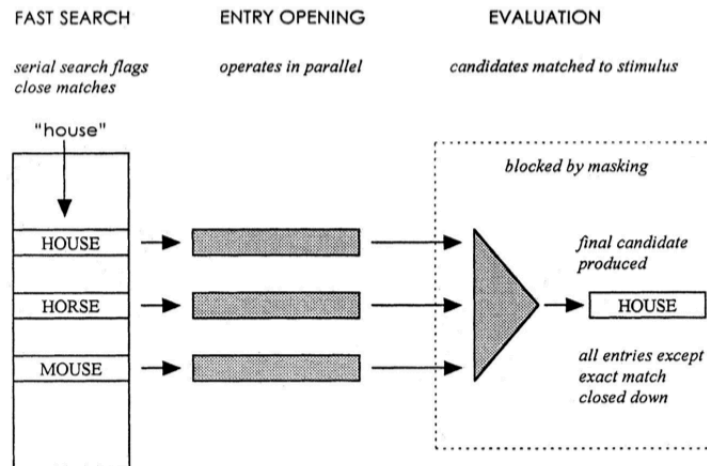 FAST SEARCH
ENTRY OPENING
EVALUATION
serial search flags
close matches
operates in parallel
candidates matched to stimulus
"house"
blocked by masking
HOUSE
HORSE
MOUSE
final candidate
produced
HOUSE
all entries except
exact match
closed down